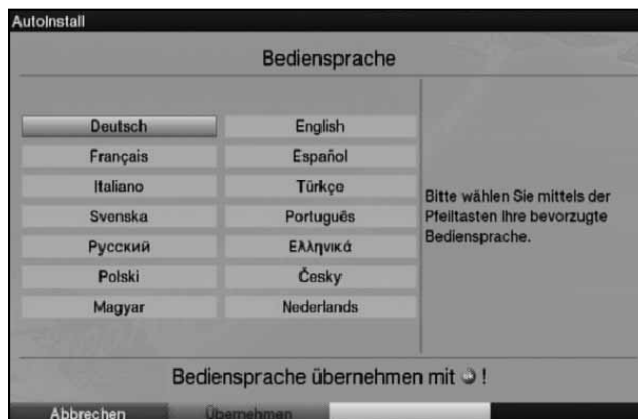 AutoInstall
Bediensprache
Deutsch English
Français Español
Italiano Türkçe
Svenska Português
Русский Ελληνικά
Polski Česky
Magyar Nederlands
Bitte wählen Sie mittels der
Pfeiltasten Ihre bevorzugte
Bediensprache.
Bediensprache übernehmen mit !
Abbrechen Übernehmen